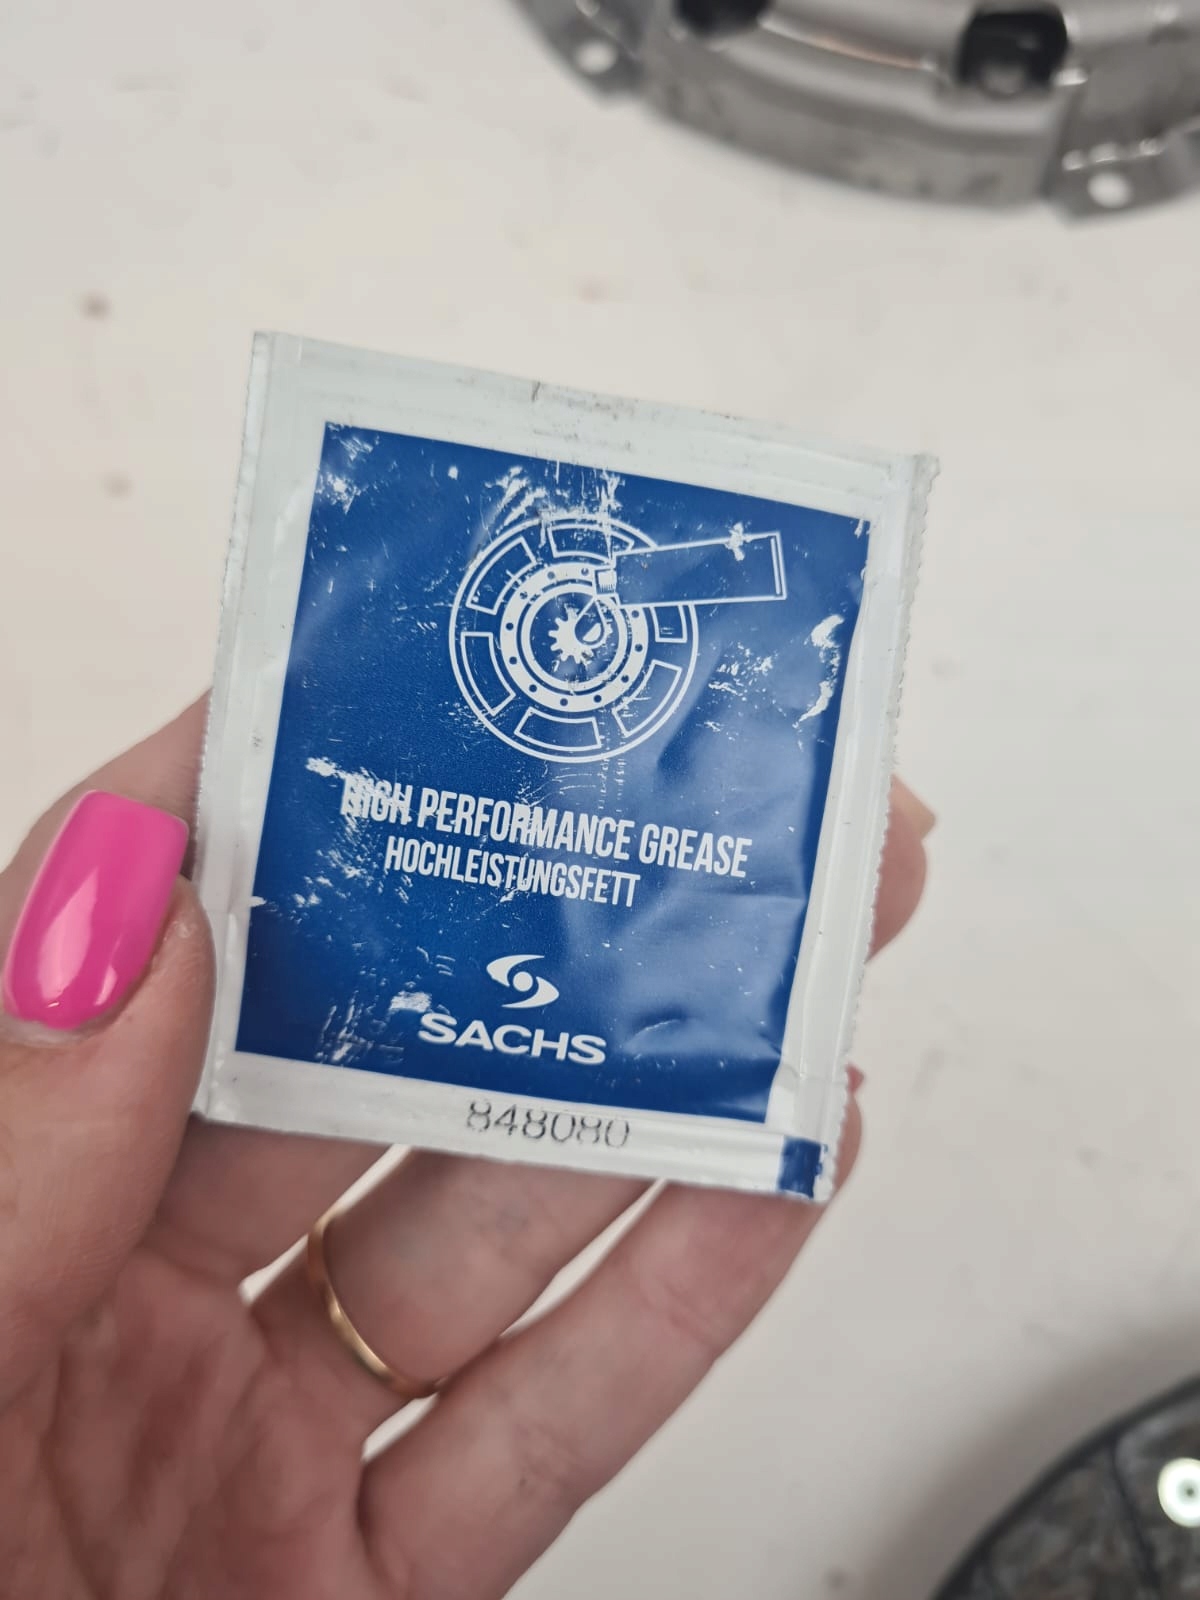 HIGH PERFORMANCE GREASE
HOCHLEISTUNGSFETT
SACHS
848080